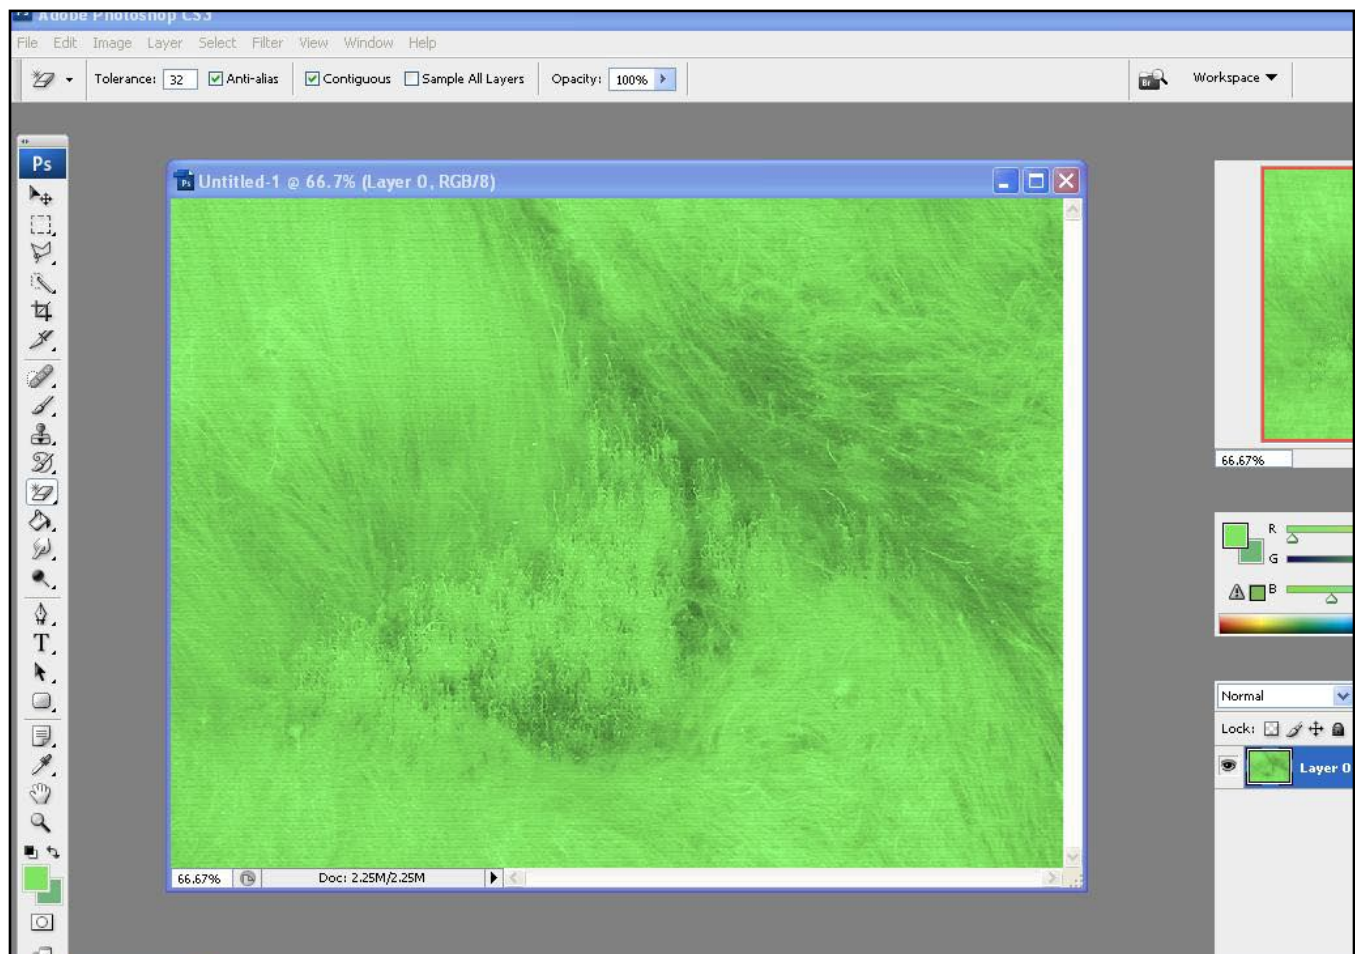 Adobe Photoshop CS3
File Edit Image Layer Select Filter View Window Help
Tolerance: 32 Anti-alias Contiguous Sample All Layers Opacity: 100% Br Workspace
Ps
Ps Untitled-1 @ 66.7% (Layer 0, RGB/8)
66.67%
R
G
B
T
Normal
Lock:
Layer 0
66.67% Doc: 2.25M/2.25M